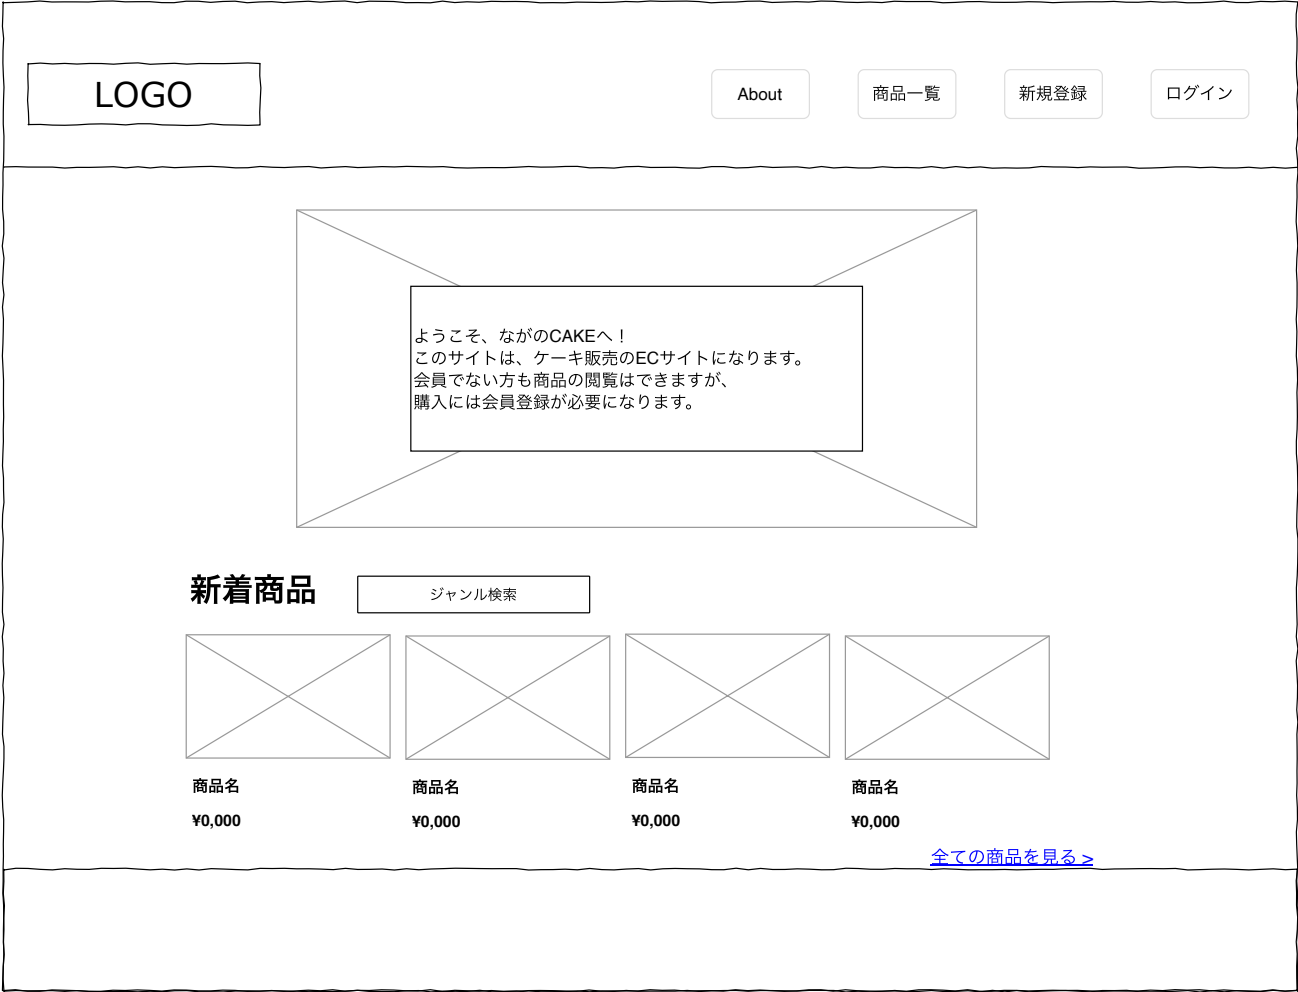 LOGO
About
商品一覧
新規登録
ログイン
ようこそ、ながのCAKEへ！
このサイトは、ケーキ販売のECサイトになります。
会員でない方も商品の閲覧はできますが、
購入には会員登録が必要になります。
新着商品
ジャンル検索
商品名
商品名
商品名
商品名
¥0,000
¥0,000
¥0,000
¥0,000
全ての商品を見る >